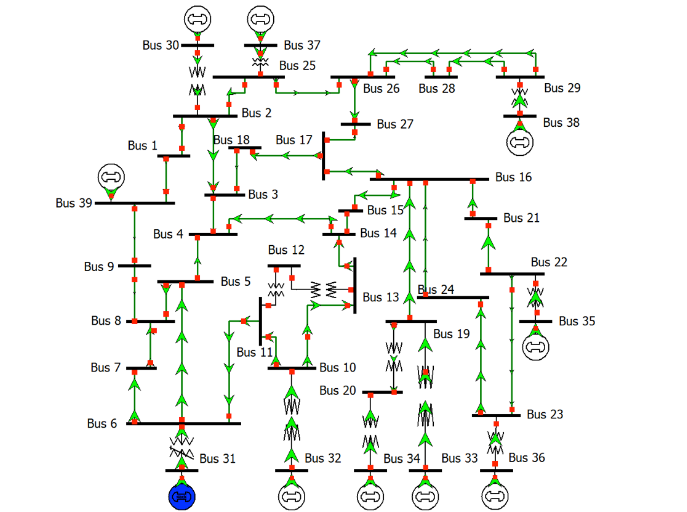 Bus 30
Bus 37
Bus 25
Bus 26
Bus 28
Bus 29
Bus 2
Bus 38
Bus 27
Bus 18
Bus 17
Bus 1
Bus 16
Bus 39
Bus 3
Bus 15
Bus 21
Bus 4
Bus 14
Bus 12
Bus 9
Bus 5
Bus 22
Bus 13
Bus 24
Bus 8
Bus 35
Bus 19
Bus 11
Bus 7
Bus 10
Bus 20
Bus 6
Bus 23
Bus 31
Bus 32
Bus 34
Bus 33
Bus 36